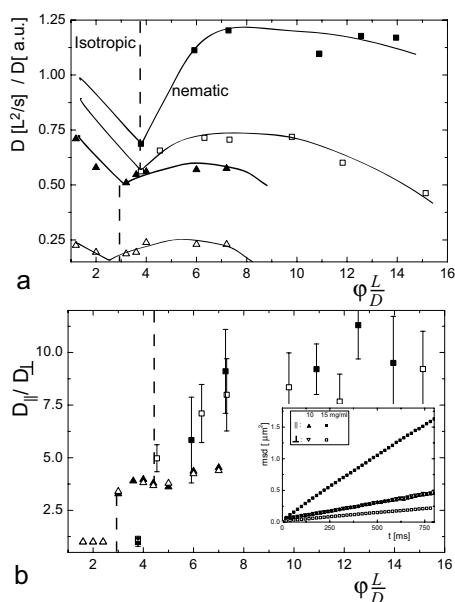 D [L²/s] / D[ a.u.]
1.25
1.00
0.75
0.50
0.25
Isotropic
nematic
2 4 6 8 10 12 14 16
a
φ L/D
D∥/ D⊥
10.0
7.5
5.0
2.5
msd [ μm²]
1.5
1.0
0.5
0.0
10 15 mg/ml
∥:
⊥:
0 250 500 750
t [ms]
2 4 6 8 10 12 14 16
b
φ L/D